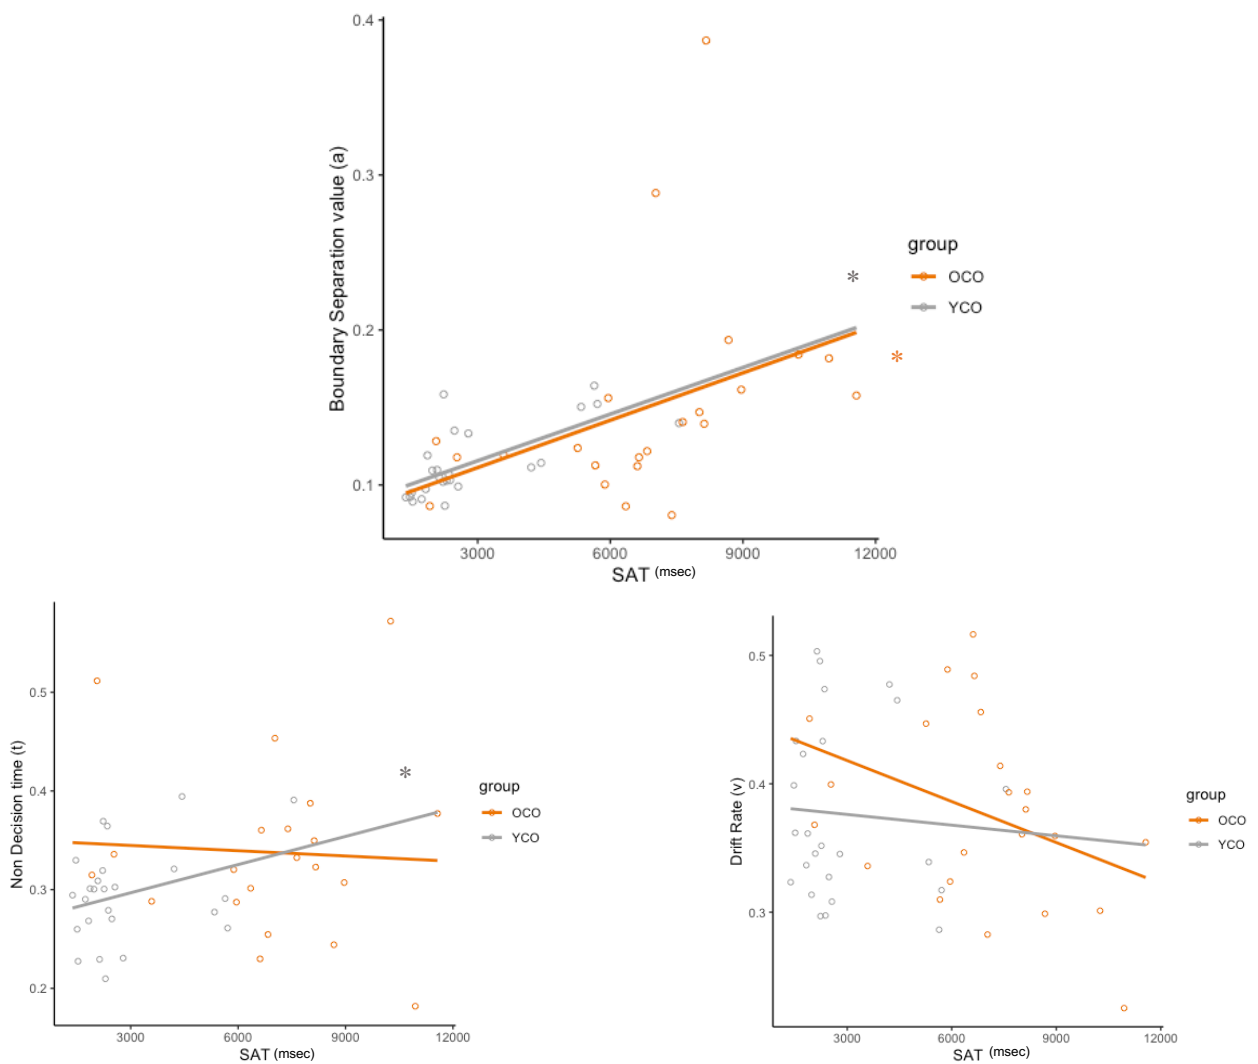 0.4
0.3
0.2
0.1
Boundary Separation value (a)
3000 6000 9000 12000
SAT (msec)
group
OCO
YCO
*
*
0.5
0.4
0.3
0.2
Non Decision time (t)
3000 6000 9000 12000
SAT (msec)
*
group
OCO
YCO
0.5
0.4
0.3
Drift Rate (v)
3000 6000 9000 12000
SAT (msec)
group
OCO
YCO